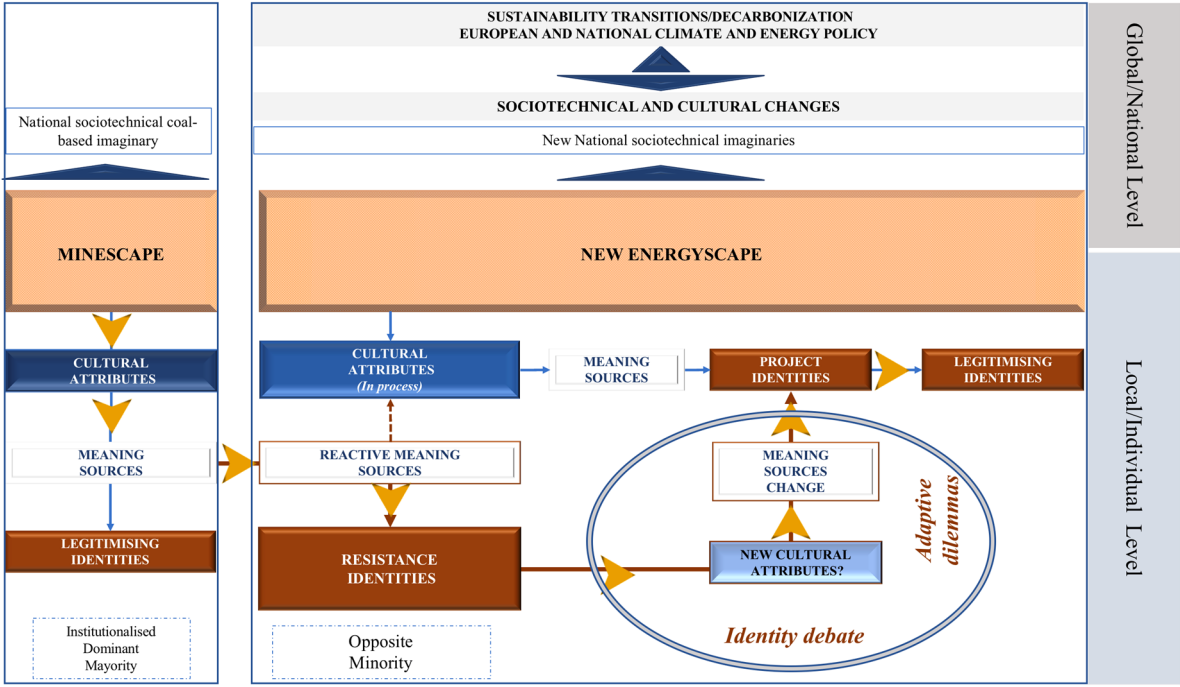 SUSTAINABILITY TRANSITIONS/DECARBONIZATION
EUROPEAN AND NATIONAL CLIMATE AND ENERGY POLICY
SOCIOTECHNICAL AND CULTURAL CHANGES
National sociotechnical coal-
based imaginary
New National sociotechnical imaginaries
Global/National Level
MINESCAPE
NEW ENERGYSCAPE
CULTURAL
ATTRIBUTES
CULTURAL
ATTRIBUTES
(In process)
MEANING
SOURCES
PROJECT
IDENTITIES
LEGITIMISING
IDENTITIES
MEANING
SOURCES
REACTIVE MEANING
SOURCES
MEANING
SOURCES
CHANGE
Adaptive
dilemmas
LEGITIMISING
IDENTITIES
RESISTANCE
IDENTITIES
NEW CULTURAL
ATTRIBUTES?
Identity debate
Institutionalised
Dominant
Mayority
Opposite
Minority
Local/Individual Level